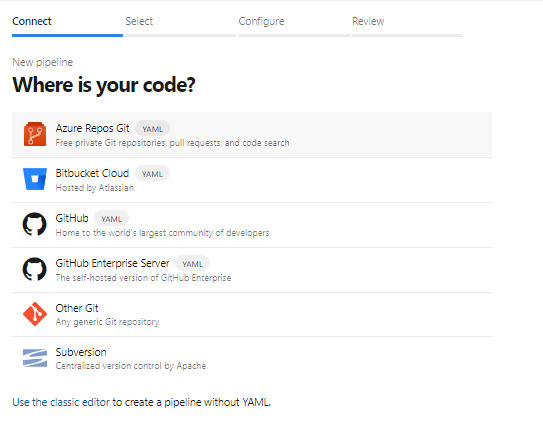 Connect Select Configure Review
New pipeline
Where is your code?
Azure Repos Git YAML
Free private Git repositories, pull requests, and code search
Bitbucket Cloud YAML
Hosted by Atlassian
GitHub YAML
Home to the world's largest community of developers
GitHub Enterprise Server YAML
The self-hosted version of GitHub Enterprise
Other Git
Any generic Git repository
Subversion
Centralized version control by Apache
Use the classic editor to create a pipeline without YAML.